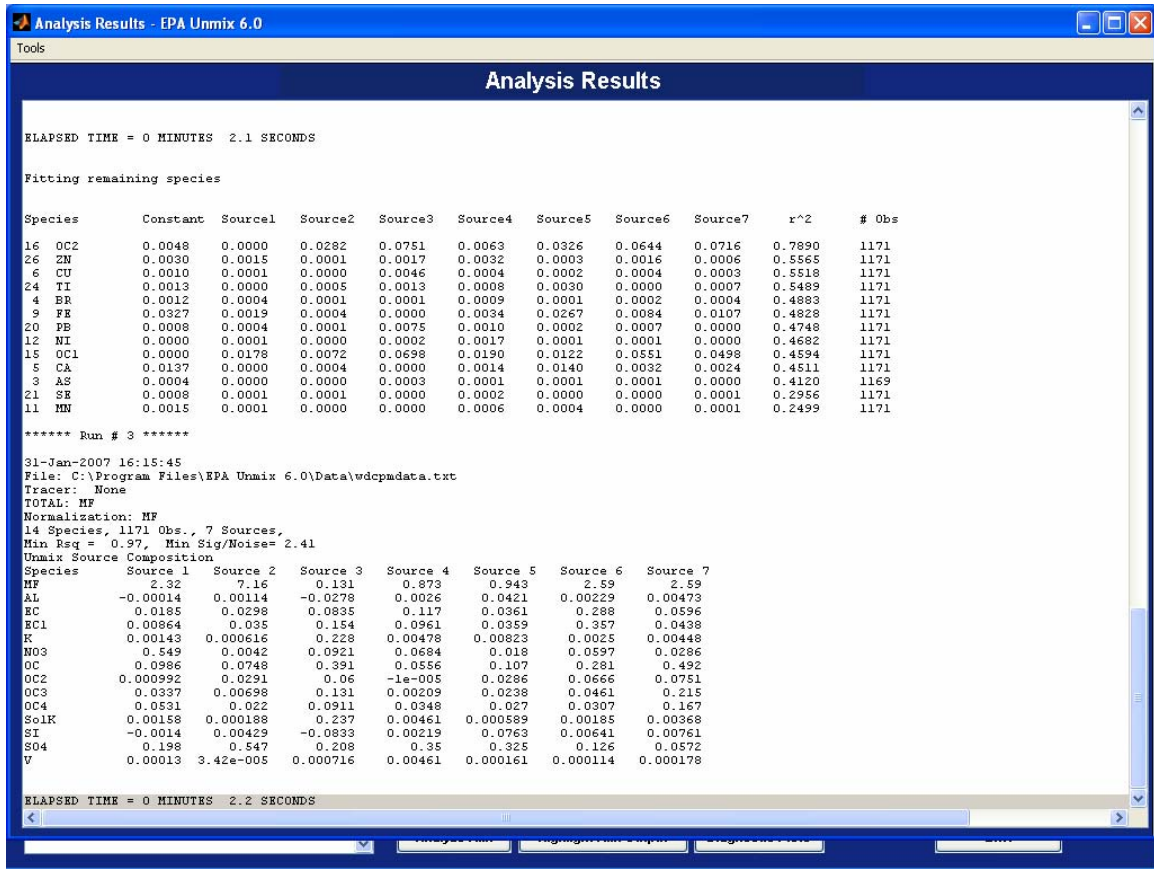 Analysis Results - EPA Unmix 6.0
Tools
Analysis Results
ELAPSED TIME = 0 MINUTES 2.1 SECONDS
Fitting remaining species
Species Constant Source1 Source2 Source3 Source4 Source5 Source6 Source7 r^2 # Obs
16 OC2 0.0048 0.0000 0.0282 0.0751 0.0063 0.0326 0.0644 0.0716 0.7890 1171
26 ZN 0.0030 0.0015 0.0001 0.0017 0.0032 0.0003 0.0016 0.0006 0.5565 1171
6 CU 0.0010 0.0001 0.0000 0.0046 0.0004 0.0002 0.0004 0.0003 0.5518 1171
24 TI 0.0013 0.0000 0.0005 0.0013 0.0008 0.0030 0.0000 0.0007 0.5489 1171
4 BR 0.0012 0.0004 0.0001 0.0001 0.0009 0.0001 0.0002 0.0004 0.4883 1171
9 FE 0.0327 0.0019 0.0004 0.0000 0.0034 0.0267 0.0084 0.0107 0.4828 1171
20 PB 0.0008 0.0004 0.0001 0.0075 0.0010 0.0002 0.0007 0.0000 0.4748 1171
12 NI 0.0000 0.0001 0.0000 0.0002 0.0017 0.0001 0.0001 0.0000 0.4682 1171
15 OC1 0.0000 0.0178 0.0072 0.0698 0.0190 0.0122 0.0551 0.0498 0.4594 1171
5 CA 0.0137 0.0000 0.0004 0.0000 0.0014 0.0140 0.0032 0.0024 0.4511 1171
3 AS 0.0004 0.0000 0.0000 0.0003 0.0001 0.0001 0.0001 0.0000 0.4120 1169
21 SE 0.0008 0.0001 0.0001 0.0000 0.0002 0.0000 0.0000 0.0001 0.2956 1171
11 MN 0.0015 0.0001 0.0000 0.0000 0.0006 0.0004 0.0000 0.0001 0.2499 1171
****** Run # 3 ******
31-Jan-2007 16:15:45
File: C:\Program Files\EPA Unmix 6.0\Data\wdcpmdata.txt
Tracer: None
TOTAL: MF
Normalization: MF
14 Species, 1171 Obs., 7 Sources,
Min Rsq = 0.97, Min Sig/Noise= 2.41
Unmix Source Composition
Species Source 1 Source 2 Source 3 Source 4 Source 5 Source 6 Source 7
MF 2.32 7.16 0.131 0.873 0.943 2.59 2.59
AL -0.00014 0.00114 -0.0278 0.0026 0.0421 0.00229 0.00473
EC 0.0185 0.0298 0.0835 0.117 0.0361 0.288 0.0596
EC1 0.00864 0.035 0.154 0.0961 0.0359 0.357 0.0438
K 0.00143 0.000616 0.228 0.00478 0.00823 0.0025 0.00448
NO3 0.549 0.0042 0.0921 0.0684 0.018 0.0597 0.0286
OC 0.0986 0.0748 0.391 0.0556 0.107 0.281 0.492
OC2 0.000992 0.0291 0.06 -1e-005 0.0286 0.0666 0.0751
OC3 0.0337 0.00698 0.131 0.00209 0.0238 0.0461 0.215
OC4 0.0531 0.022 0.0911 0.0348 0.027 0.0307 0.167
SolK 0.00158 0.000188 0.237 0.00461 0.000589 0.00185 0.00368
SI -0.0014 0.00429 -0.0833 0.00219 0.0763 0.00641 0.00761
SO4 0.198 0.547 0.208 0.35 0.325 0.126 0.0572
V 0.00013 3.42e-005 0.000716 0.00461 0.000161 0.000114 0.000178
ELAPSED TIME = 0 MINUTES 2.2 SECONDS